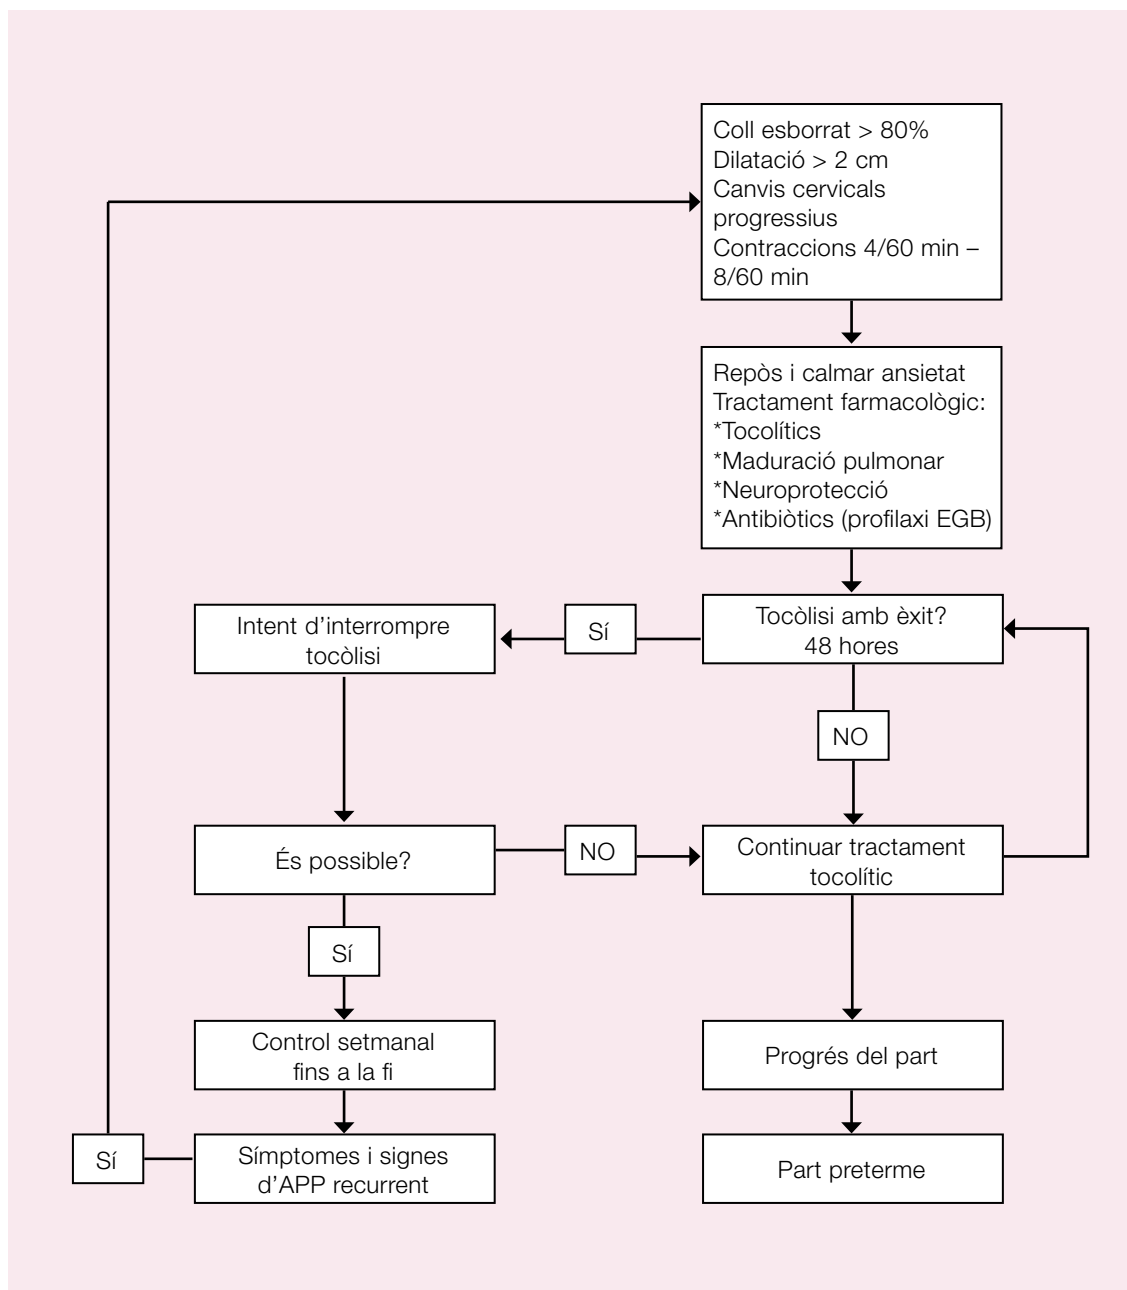 Coll esborrat > 80%
Dilatació > 2 cm
Canvis cervicals
progressius
Contraccions 4/60 min –
8/60 min
Repòs i calmar ansietat
Tractament farmacològic:
*Tocolítics
*Maduració pulmonar
*Neuroprotecció
*Antibiòtics (profilaxi EGB)
Tocòlisi amb èxit?
48 hores
Sí
Intent d’interrompre
tocòlisi
NO
És possible?
NO
Continuar tractament
tocolític
Sí
Control setmanal
fins a la fi
Progrés del part
Sí
Símptomes i signes
d’APP recurrent
Part preterme